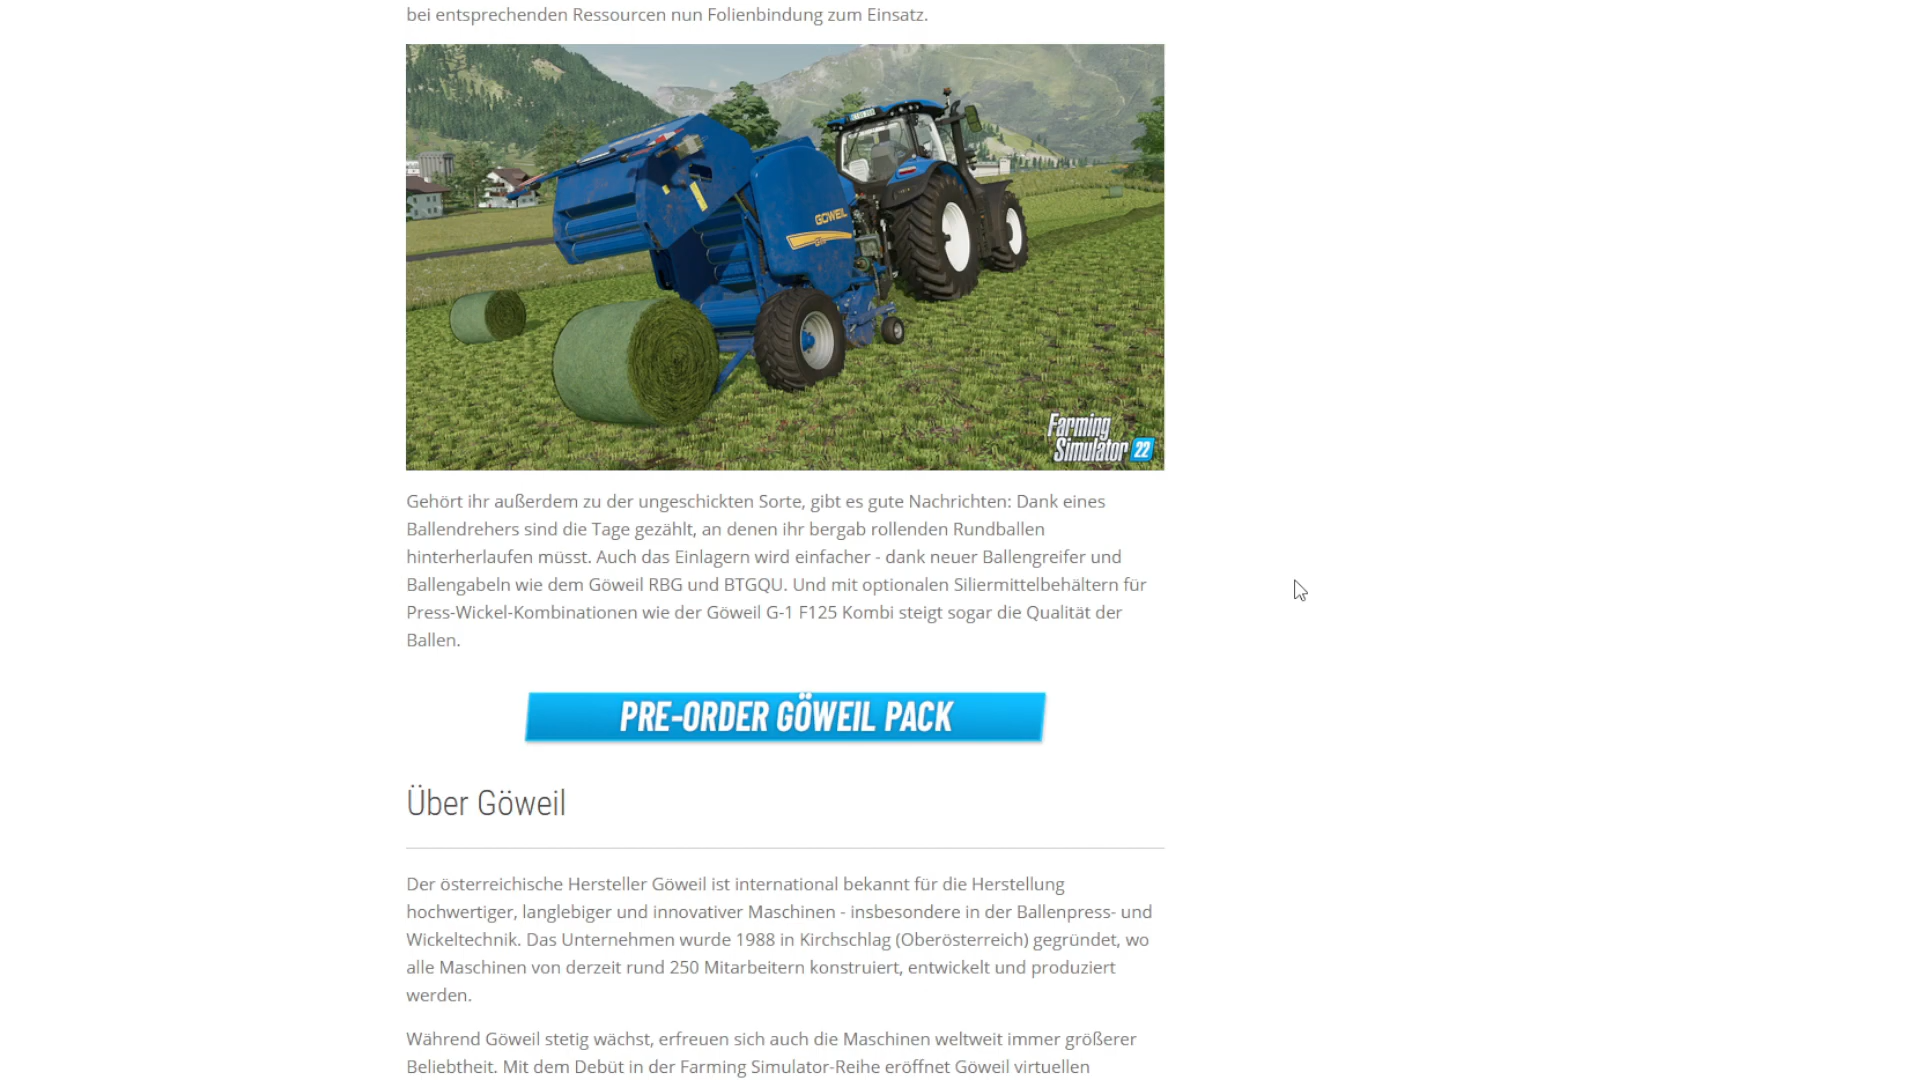 bei entsprechenden Ressourcen nun Folienbindung zum Einsatz.
GÖWEIL
Farming
Simulator 22
Gehört ihr außerdem zu der ungeschickten Sorte, gibt es gute Nachrichten: Dank eines
Ballendrehers sind die Tage gezählt, an denen ihr bergab rollenden Rundballen
hinterherlaufen müsst. Auch das Einlagern wird einfacher - dank neuer Ballengreifer und
Ballengabeln wie dem Göweil RBG und BTGQU. Und mit optionalen Siliermittelbehältern für
Press-Wickel-Kombinationen wie der Göweil G-1 F125 Kombi steigt sogar die Qualität der
Ballen.
PRE-ORDER GÖWEIL PACK
Über Göweil
Der österreichische Hersteller Göweil ist international bekannt für die Herstellung
hochwertiger, langlebiger und innovativer Maschinen - insbesondere in der Ballenpress- und
Wickeltechnik. Das Unternehmen wurde 1988 in Kirchschlag (Oberösterreich) gegründet, wo
alle Maschinen von derzeit rund 250 Mitarbeitern konstruiert, entwickelt und produziert
werden.
Während Göweil stetig wächst, erfreuen sich auch die Maschinen weltweit immer größerer
Beliebtheit. Mit dem Debüt in der Farming Simulator-Reihe eröffnet Göweil virtuellen